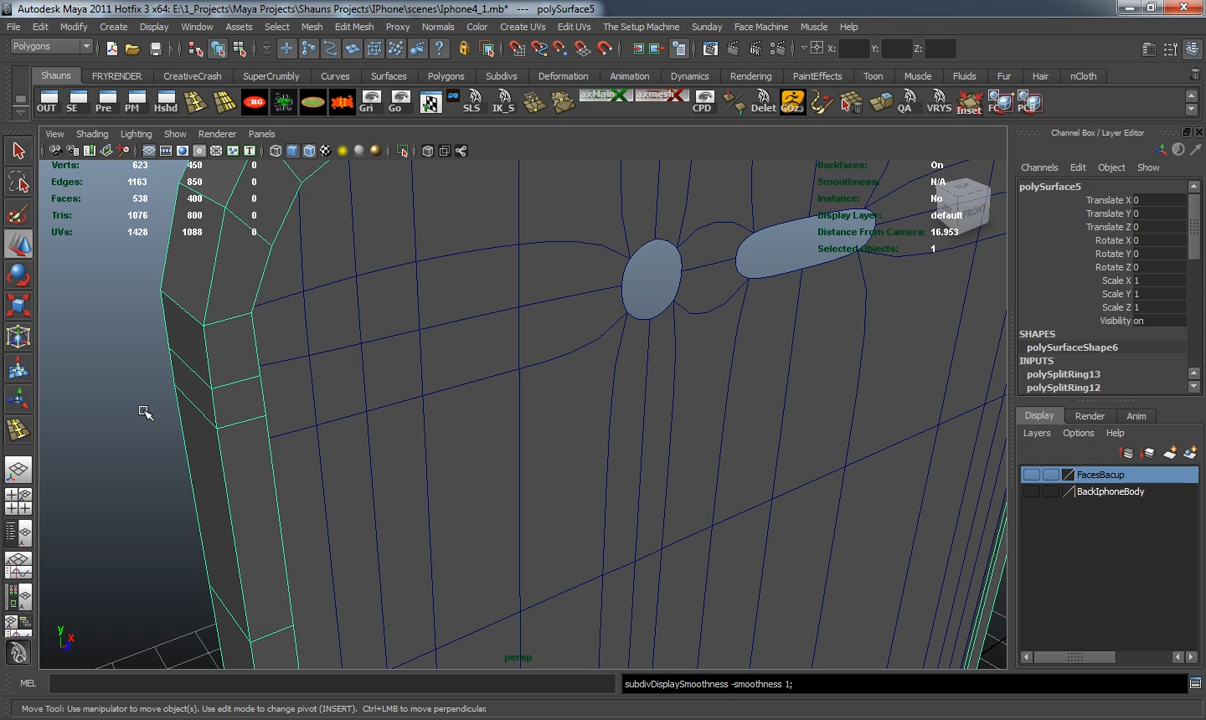 Autodesk Maya 2011 Hotfix 3 x64: E:\1_Projects\Maya Projects\Shauns Projects\IPhone\scenes\Iphone4_1.mb* --- polySurface5
File Edit Modify Create Display Window Assets Select Mesh Edit Mesh Proxy Normals Color Create UVs Edit UVs The Setup Machine Sunday Face Machine Muscle Help
Polygons X: Y: Z:
Shauns FRYRENDER CreativeCrash SuperCrumbly Curves Surfaces Polygons Subdivs Deformation Animation Dynamics Rendering PaintEffects Toon Muscle Fluids Fur Hair nCloth
OUT SE Pre PM Hshd Gri Go SLS IK_S axHair axmesh CPD Delet GOz3 QA VRYS Inset FC PCB
View Shading Lighting Show Renderer Panels
Channel Box / Layer Editor
Channels Edit Object Show
Verts: 623 450 0
Edges: 1163 850 0
Faces: 538 400 0
Tris: 1076 800 0
UVs: 1428 1088 0
Backfaces: On
Smoothness: N/A
Instance: No
Display Layer: default
Distance From Camera: 16.953
Selected Objects: 1
TOP
FRONT
polySurface5
Translate X 0
Translate Y 0
Translate Z 0
Rotate X 0
Rotate Y 0
Rotate Z 0
Scale X 1
Scale Y 1
Scale Z 1
Visibility on
SHAPES
polySurfaceShape6
INPUTS
polySplitRing13
polySplitRing12
Display Render Anim
Layers Options Help
FacesBacup
BackIphoneBody
y
x
persp
MEL
subdivDisplaySmoothness -smoothness 1;
Move Tool: Use manipulator to move object(s). Use edit mode to change pivot (INSERT). Ctrl+LMB to move perpendicular.